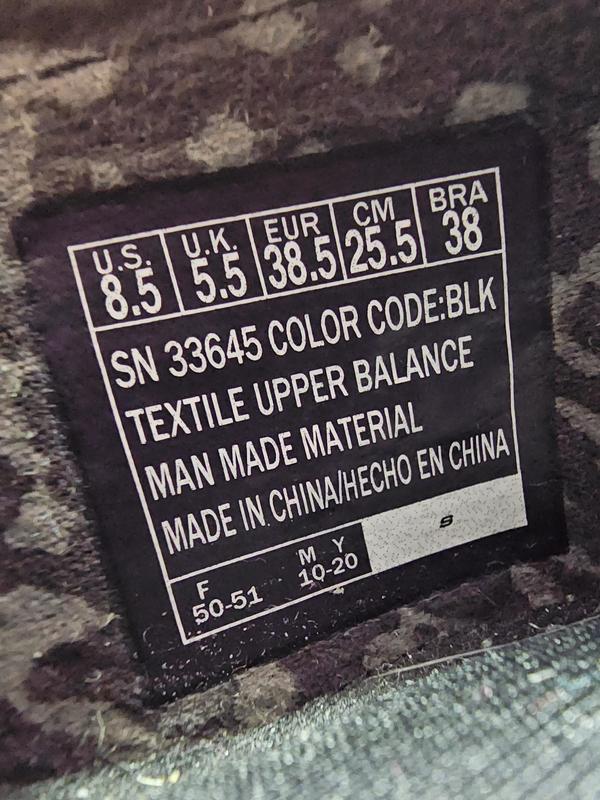 U.S. U.K. EUR CM BRA
8.5 5.5 38.5 25.5 38
SN 33645 COLOR CODE:BLK
TEXTILE UPPER BALANCE
MAN MADE MATERIAL
MADE IN CHINA/HECHO EN CHINA
F M Y S
50-51 10-20